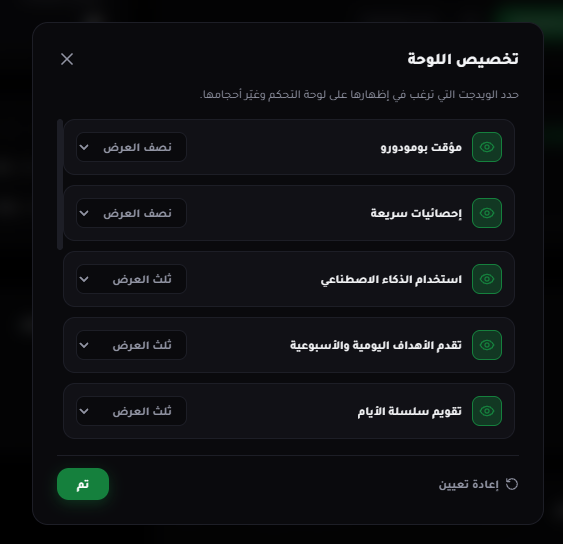 تخصيص اللوحة
حدد الويدجت التي ترغب في إظهارها على لوحة التحكم وغيّر أحجامها.
مؤقت بومودورو
نصف العرض
إحصائيات سريعة
نصف العرض
استخدام الذكاء الاصطناعي
ثلث العرض
تقدم الأهداف اليومية والأسبوعية
ثلث العرض
تقويم سلسلة الأيام
ثلث العرض
إعادة تعيين
تم